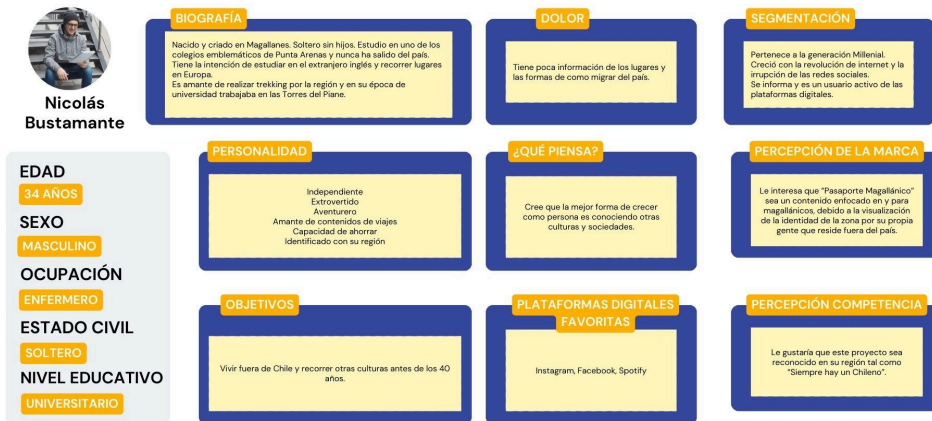 Nicolás
Bustamante
EDAD
34 AÑOS
SEXO
MASCULINO
OCUPACIÓN
ENFERMERO
ESTADO CIVIL
SOLTERO
NIVEL EDUCATIVO
UNIVERSITARIO
BIOGRAFÍA
Nacido y criado en Magallanes. Soltero sin hijos. Estudio en uno de los
colegios emblemáticos de Punta Arenas y nunca ha salido del país.
Tiene la intención de estudiar en el extranjero inglés y recorrer lugares
en Europa.
Es amante de realizar trekking por la región y en su época de
universidad trabajaba en las Torres del Piane.
DOLOR
Tiene poca información de los lugares y
las formas de como migrar del país.
SEGMENTACIÓN
Pertenece a la generación Millenial.
Creció con la revolución de internet y la
irrupción de las redes sociales.
Se informa y es un usuario activo de las
plataformas digitales.
PERSONALIDAD
Independiente
Extrovertido
Aventurero
Amante de contenidos de viajes
Capacidad de ahorrar
Identificado con su región
¿QUÉ PIENSA?
Cree que la mejor forma de crecer
como persona es conociendo otras
culturas y sociedades.
PERCEPCIÓN DE LA MARCA
Le interesa que “Pasaporte Magallánico”
sea un contenido enfocado en y para
magallánicos, debido a la visualización
de la identidad de la zona por su propia
gente que reside fuera del país.
OBJETIVOS
Vivir fuera de Chile y recorrer otras culturas antes de los 40
años.
PLATAFORMAS DIGITALES
FAVORITAS
Instagram, Facebook, Spotify
PERCEPCIÓN COMPETENCIA
Le gustaría que este proyecto sea
reconocido en su región tal como
“Siempre hay un Chileno”.